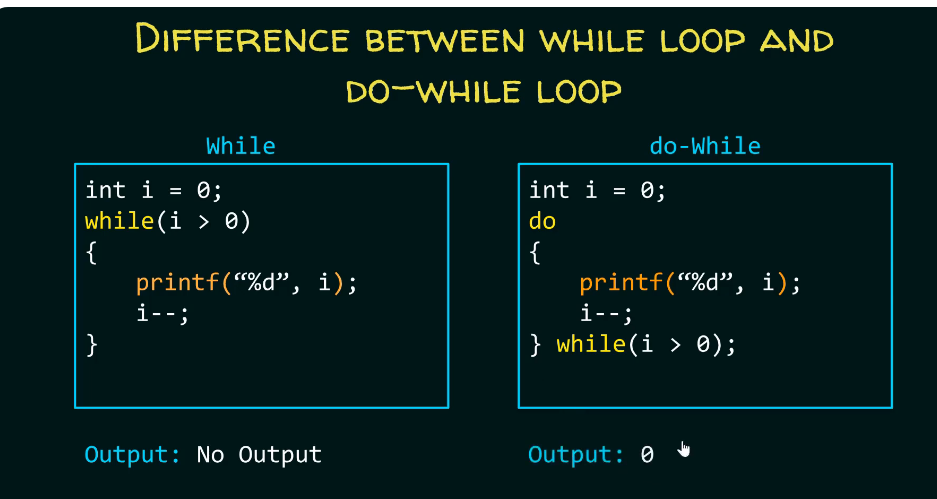 DIFFERENCE BETWEEN WHILE LOOP AND
DO-WHILE LOOP
While
int i = 0;
while(i > 0)
{
printf(“%d”, i);
i--;
}
Output: No Output
do-While
int i = 0;
do
{
printf(“%d”, i);
i--;
} while(i > 0);
Output: 0